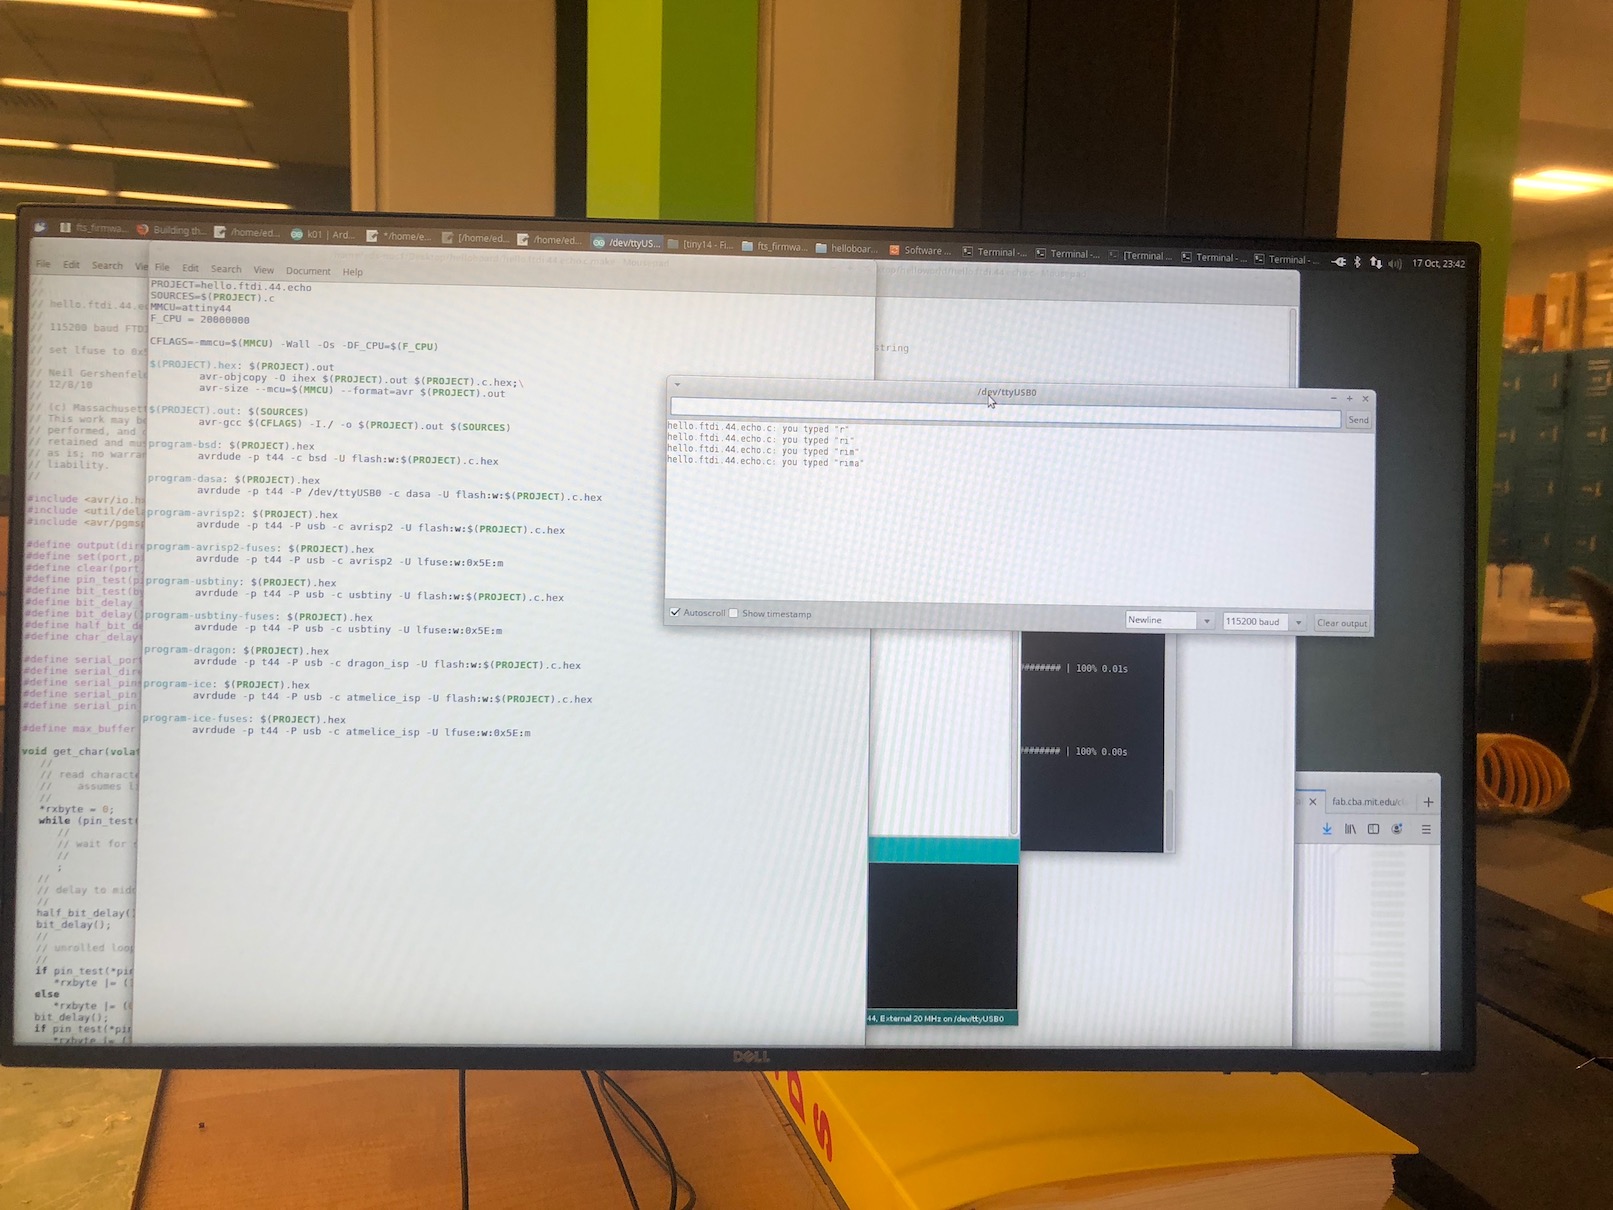 fts_firmwa...
Building th...
/home/ed...
k01 | Ard...
*/home/e...
[/home/ed...
/home/ed...
/dev/ttyUS...
[tiny14 - Fi...
fts_firmwa...
helloboar...
Software ...
Terminal -...
Terminal -...
[Terminal ...
Terminal - ...
Terminal - ...
17 Oct, 23:42
File Edit Search
//
// hello.ftdi.44.e
//
// 115200 baud FTD
//
// set lfuse to 0x
//
// Neil Gershenfel
// 12/8/10
//
// (c) Massachuset
// This work may b
// performed, and
// retained and mu
// as is; no warra
// liability.
//
#include <avr/io.h
#include <util/del
#include <avr/pgms
#define output(dir
#define set(port,p
#define clear(port
#define pin_test(p
#define bit_test(by
#define bit_delay
#define bit_delay(
#define half_bit_d
#define char_delay
#define serial_port
#define serial_dire
#define serial_pin
#define serial_pin
#define serial_pin
#define max_buffer
void get_char(vola
//
// read characte
// assumes l
//
*rxbyte = 0;
while (pin_test
//
// wait for
//
;
//
// delay to midd
//
half_bit_delay(
bit_delay();
//
// unrolled loop
//
if pin_test(*pin
*rxbyte |= (
else
*rxbyte |= (
bit_delay();
if pin_test(*pin
*rxbyte |= (
File Edit Search View Document Help
PROJECT=hello.ftdi.44.echo
SOURCES=$(PROJECT).c
MMCU=attiny44
F_CPU = 20000000
CFLAGS=-mmcu=$(MMCU) -Wall -Os -DF_CPU=$(F_CPU)
$(PROJECT).hex: $(PROJECT).out
avr-objcopy -O ihex $(PROJECT).out $(PROJECT).c.hex;\
avr-size --mcu=$(MMCU) --format=avr $(PROJECT).out
$(PROJECT).out: $(SOURCES)
avr-gcc $(CFLAGS) -I./ -o $(PROJECT).out $(SOURCES)
program-bsd: $(PROJECT).hex
avrdude -p t44 -c bsd -U flash:w:$(PROJECT).c.hex
program-dasa: $(PROJECT).hex
avrdude -p t44 -P /dev/ttyUSB0 -c dasa -U flash:w:$(PROJECT).c.hex
program-avrisp2: $(PROJECT).hex
avrdude -p t44 -P usb -c avrisp2 -U flash:w:$(PROJECT).c.hex
program-avrisp2-fuses: $(PROJECT).hex
avrdude -p t44 -P usb -c avrisp2 -U lfuse:w:0x5E:m
program-usbtiny: $(PROJECT).hex
avrdude -p t44 -P usb -c usbtiny -U flash:w:$(PROJECT).c.hex
program-usbtiny-fuses: $(PROJECT).hex
avrdude -p t44 -P usb -c usbtiny -U lfuse:w:0x5E:m
program-dragon: $(PROJECT).hex
avrdude -p t44 -P usb -c dragon_isp -U flash:w:$(PROJECT).c.hex
program-ice: $(PROJECT).hex
avrdude -p t44 -P usb -c atmelice_isp -U flash:w:$(PROJECT).c.hex
program-ice-fuses: $(PROJECT).hex
avrdude -p t44 -P usb -c atmelice_isp -U lfuse:w:0x5E:m
string
/dev/ttyUSB0
Send
hello.ftdi.44.echo.c: you typed "r"
hello.ftdi.44.echo.c: you typed "ri"
hello.ftdi.44.echo.c: you typed "rim"
hello.ftdi.44.echo.c: you typed "rima"
Autoscroll Show timestamp Newline 115200 baud Clear output
####### | 100% 0.01s
####### | 100% 0.00s
fab.cba.mit.edu/cl
44, External 20 MHz on /dev/ttyUSB0
DELL